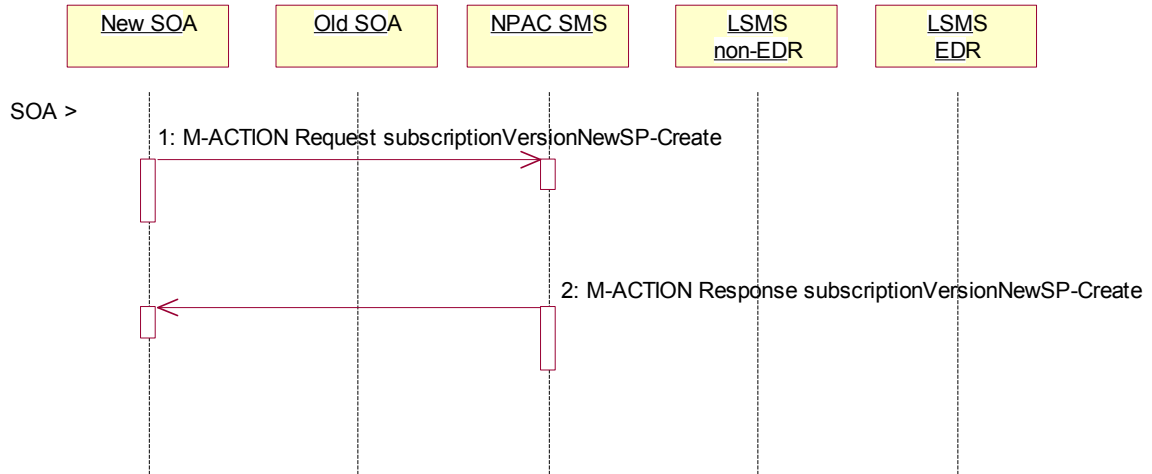 New SOA
Old SOA
NPAC SMS
LSMS
non-EDR
LSMS
EDR
SOA >
1: M-ACTION Request subscriptionVersionNewSP-Create
2: M-ACTION Response subscriptionVersionNewSP-Create